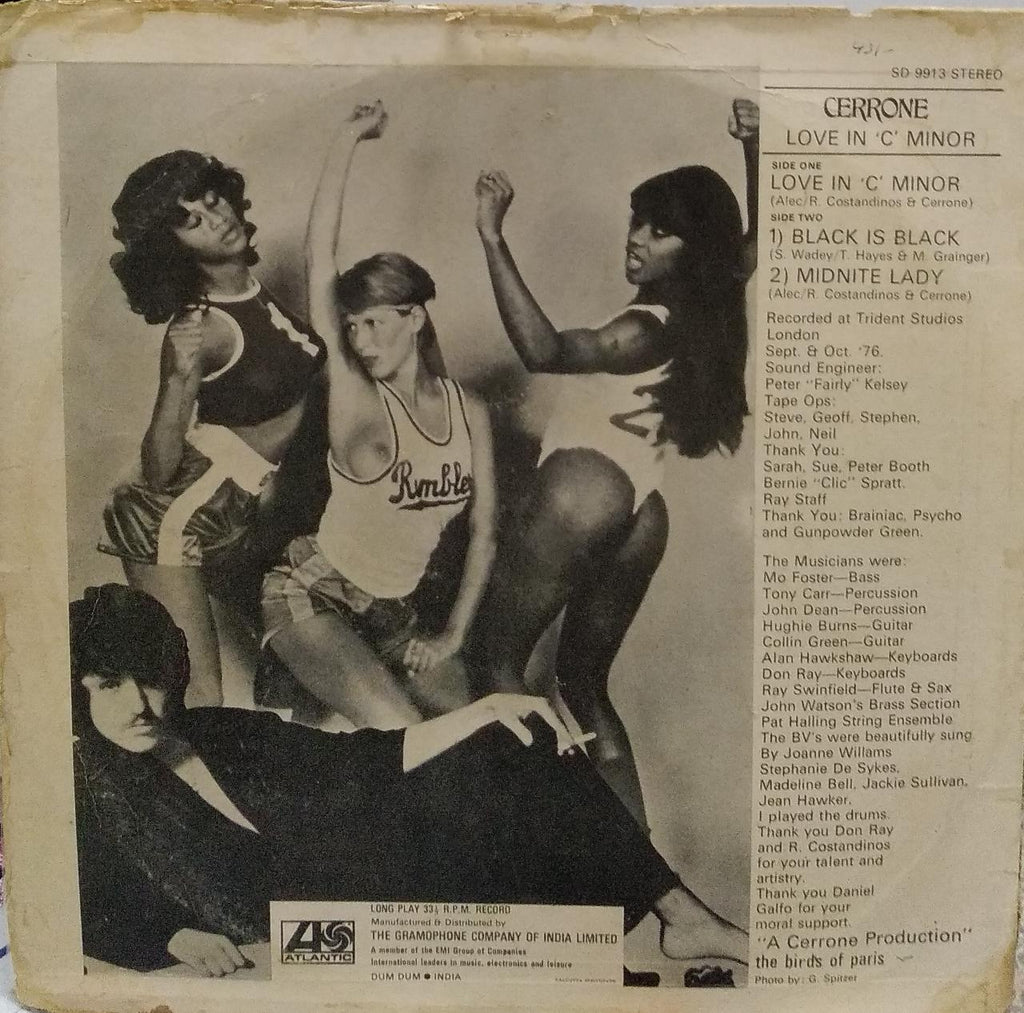 43/-
SD 9913 STEREO
CERRONE
LOVE IN 'C' MINOR
SIDE ONE
LOVE IN 'C' MINOR
(Alec/R. Costandinos & Cerrone)
SIDE TWO
1) BLACK IS BLACK
(S. Wadey/T. Hayes & M. Grainger)
2) MIDNITE LADY
(Alec/R. Costandinos & Cerrone)
Recorded at Trident Studios
London
Sept. & Oct. '76.
Sound Engineer:
Peter "Fairly" Kelsey
Tape Ops:
Steve, Geoff, Stephen,
John, Neil
Thank You:
Sarah, Sue, Peter Booth
Bernie "Clic" Spratt.
Ray Staff
Thank You: Brainiac, Psycho
and Gunpowder Green.
The Musicians were:
Mo Foster—Bass
Tony Carr—Percussion
John Dean—Percussion
Hughie Burns—Guitar
Collin Green—Guitar
Alan Hawkshaw—Keyboards
Don Ray—Keyboards
Ray Swinfield—Flute & Sax
John Watson's Brass Section
Pat Halling String Ensemble
The BV's were beautifully sung
By Joanne Willams
Stephanie De Sykes,
Madeline Bell, Jackie Sullivan,
Jean Hawker.
I played the drums.
Thank you Don Ray
and R. Costandinos
for your talent and
artistry.
Thank you Daniel
Galfo for your
moral support.
"A Cerrone Production"
the birds of paris
Photo by: G. Spitzer
Rmble
LONG PLAY 33⅓ R.P.M. RECORD
Manufactured & Distributed by
THE GRAMOPHONE COMPANY OF INDIA LIMITED
A member of the EMI Group of Companies
International leaders in music, electronics and leisure
DUM DUM ● INDIA
ATLANTIC